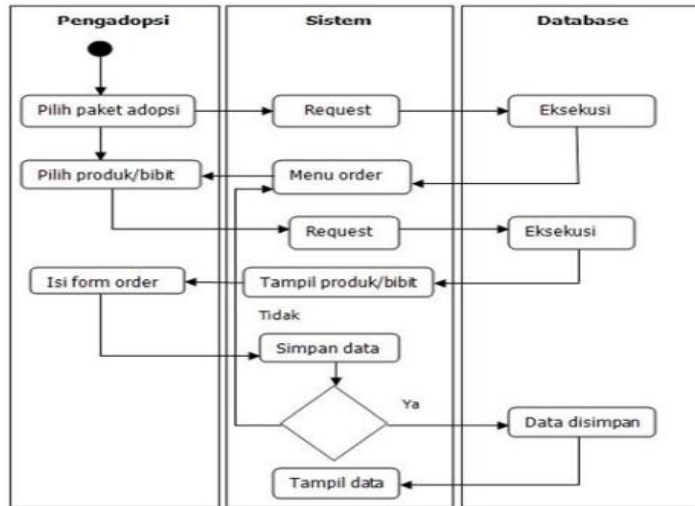 Pengadopsi
Sistem
Database
Pilih paket adopsi
Request
Eksekusi
Pilih produk/bibit
Menu order
Request
Eksekusi
Isi form order
Tampil produk/bibit
Tidak
Simpan data
Ya
Data disimpan
Tampil data